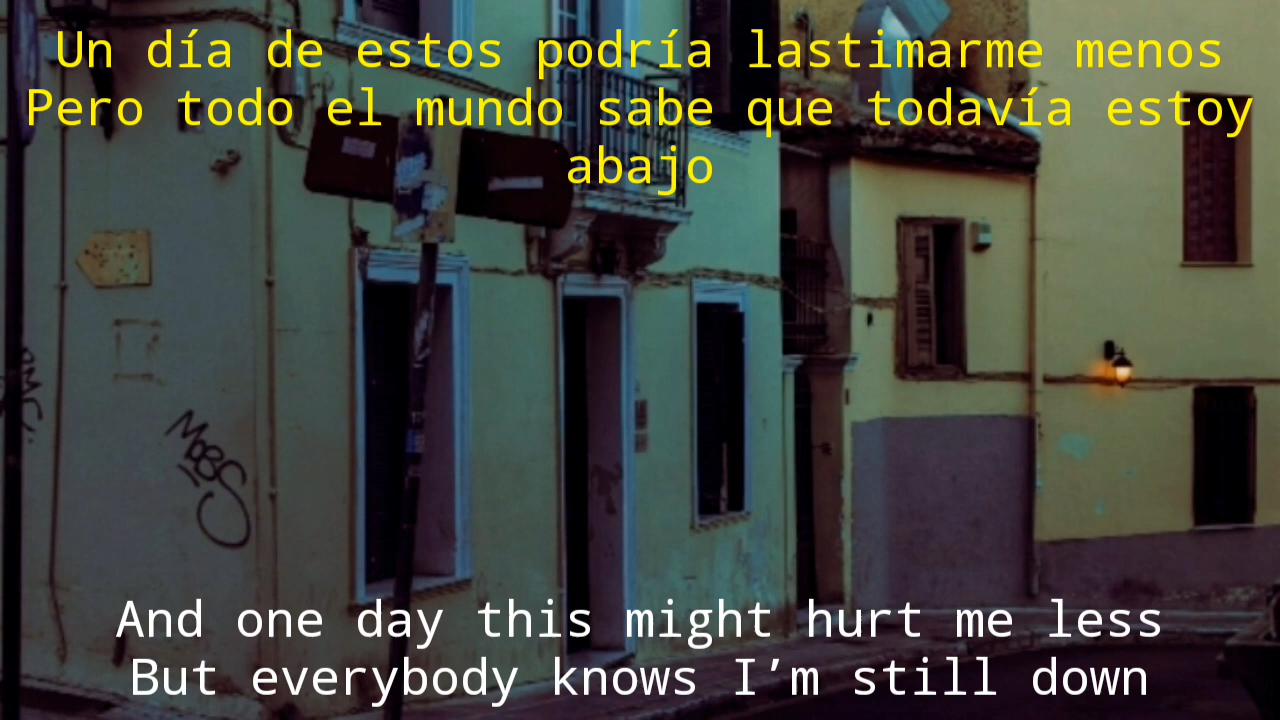 Un día de estos podría lastimarme menos
Pero todo el mundo sabe que todavía estoy
abajo
MOBS
And one day this might hurt me less
But everybody knows I’m still down